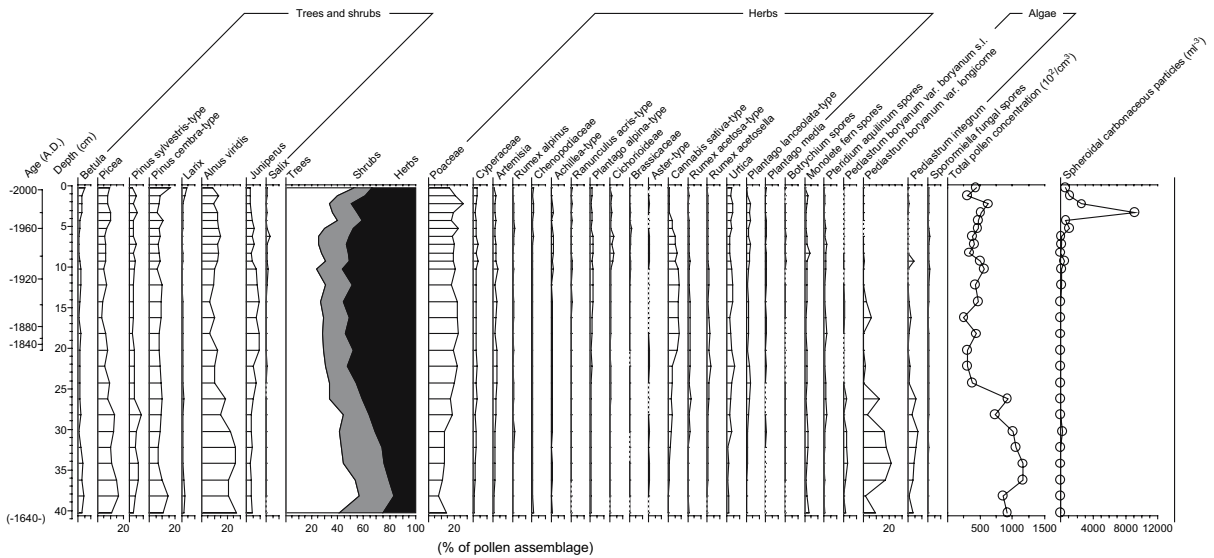 Trees and shrubs
Herbs
Algae
Age (A.D.)
Depth (cm)
Betula
Picea
Pinus sylvestris-type
Pinus cembra-type
Larix
Alnus viridis
Juniperus
Salix
Trees
Shrubs
Herbs
Poaceae
Cyperaceae
Artemisia
Rumex alpinus
Chenopodiaceae
Achillea-type
Ranunculus acris-type
Plantago alpina-type
Cichorioideae
Brassicaceae
Aster-type
Cannabis sativa-type
Rumex acetosa-type
Rumex acetosella
Urtica
Plantago lanceolata-type
Plantago media
Botrychium spores
Monolete fern spores
Pteridium aquilinum spores
Pediastrum boryanum var. boryanum s.l.
Pediastrum boryanum var. longicorne
Pediastrum integrum
Sporormiella fungal spores
Total pollen concentration (10²/cm³)
Spheroidal carbonaceous particles (ml⁻³)
-2000
-1960
-1920
-1880
-1840
(-1640-)
0
5
10
15
20
25
30
35
40
20 20 20 20 40 60 80 100 20 20 500 1000 1500 4000 8000 12000
(% of pollen assemblage)